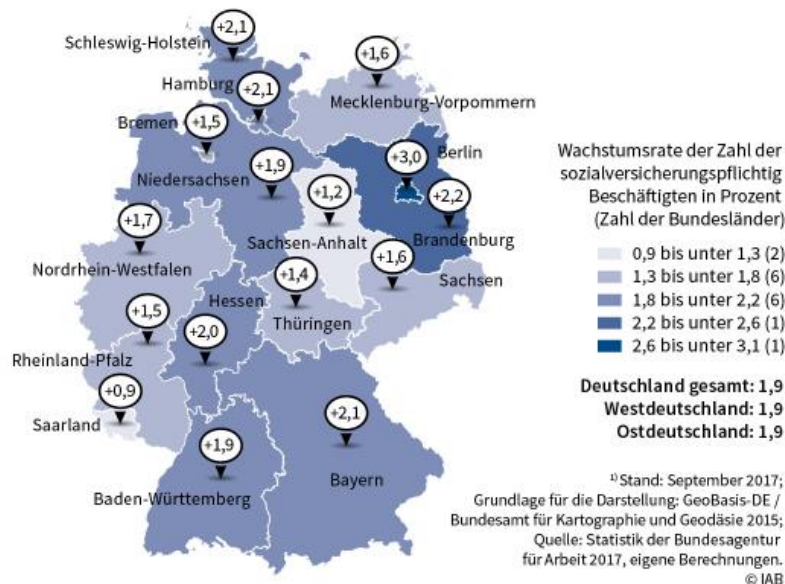 +2,1
Schleswig-Holstein
+1,6
Hamburg
+2,1
Mecklenburg-Vorpommern
Bremen
+1,5
Berlin
+3,0
Niedersachsen
+1,9
+1,2
+2,2
Sachsen-Anhalt
Brandenburg
+1,7
Nordrhein-Westfalen
+1,6
Sachsen
+1,4
Thüringen
Hessen
+2,0
+1,5
Rheinland-Pfalz
+0,9
Saarland
+2,1
Bayern
+1,9
Baden-Württemberg
Wachstumsrate der Zahl der
sozialversicherungspflichtig
Beschäftigten in Prozent
(Zahl der Bundesländer)
0,9 bis unter 1,3 (2)
1,3 bis unter 1,8 (6)
1,8 bis unter 2,2 (6)
2,2 bis unter 2,6 (1)
2,6 bis unter 3,1 (1)
Deutschland gesamt: 1,9
Westdeutschland: 1,9
Ostdeutschland: 1,9
1) Stand: September 2017;
Grundlage für die Darstellung: GeoBasis-DE /
Bundesamt für Kartographie und Geodäsie 2015;
Quelle: Statistik der Bundesagentur
für Arbeit 2017, eigene Berechnungen.
© IAB